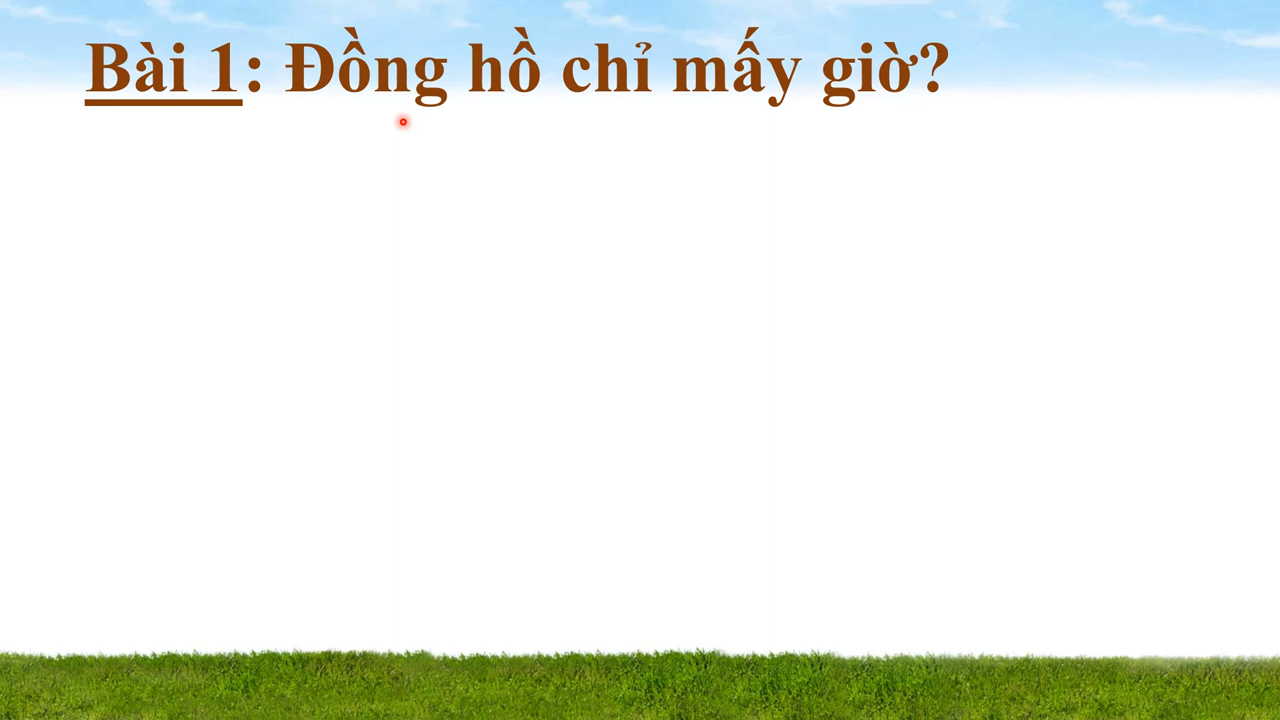 Bài 1: Đồng hồ chỉ mấy giờ?